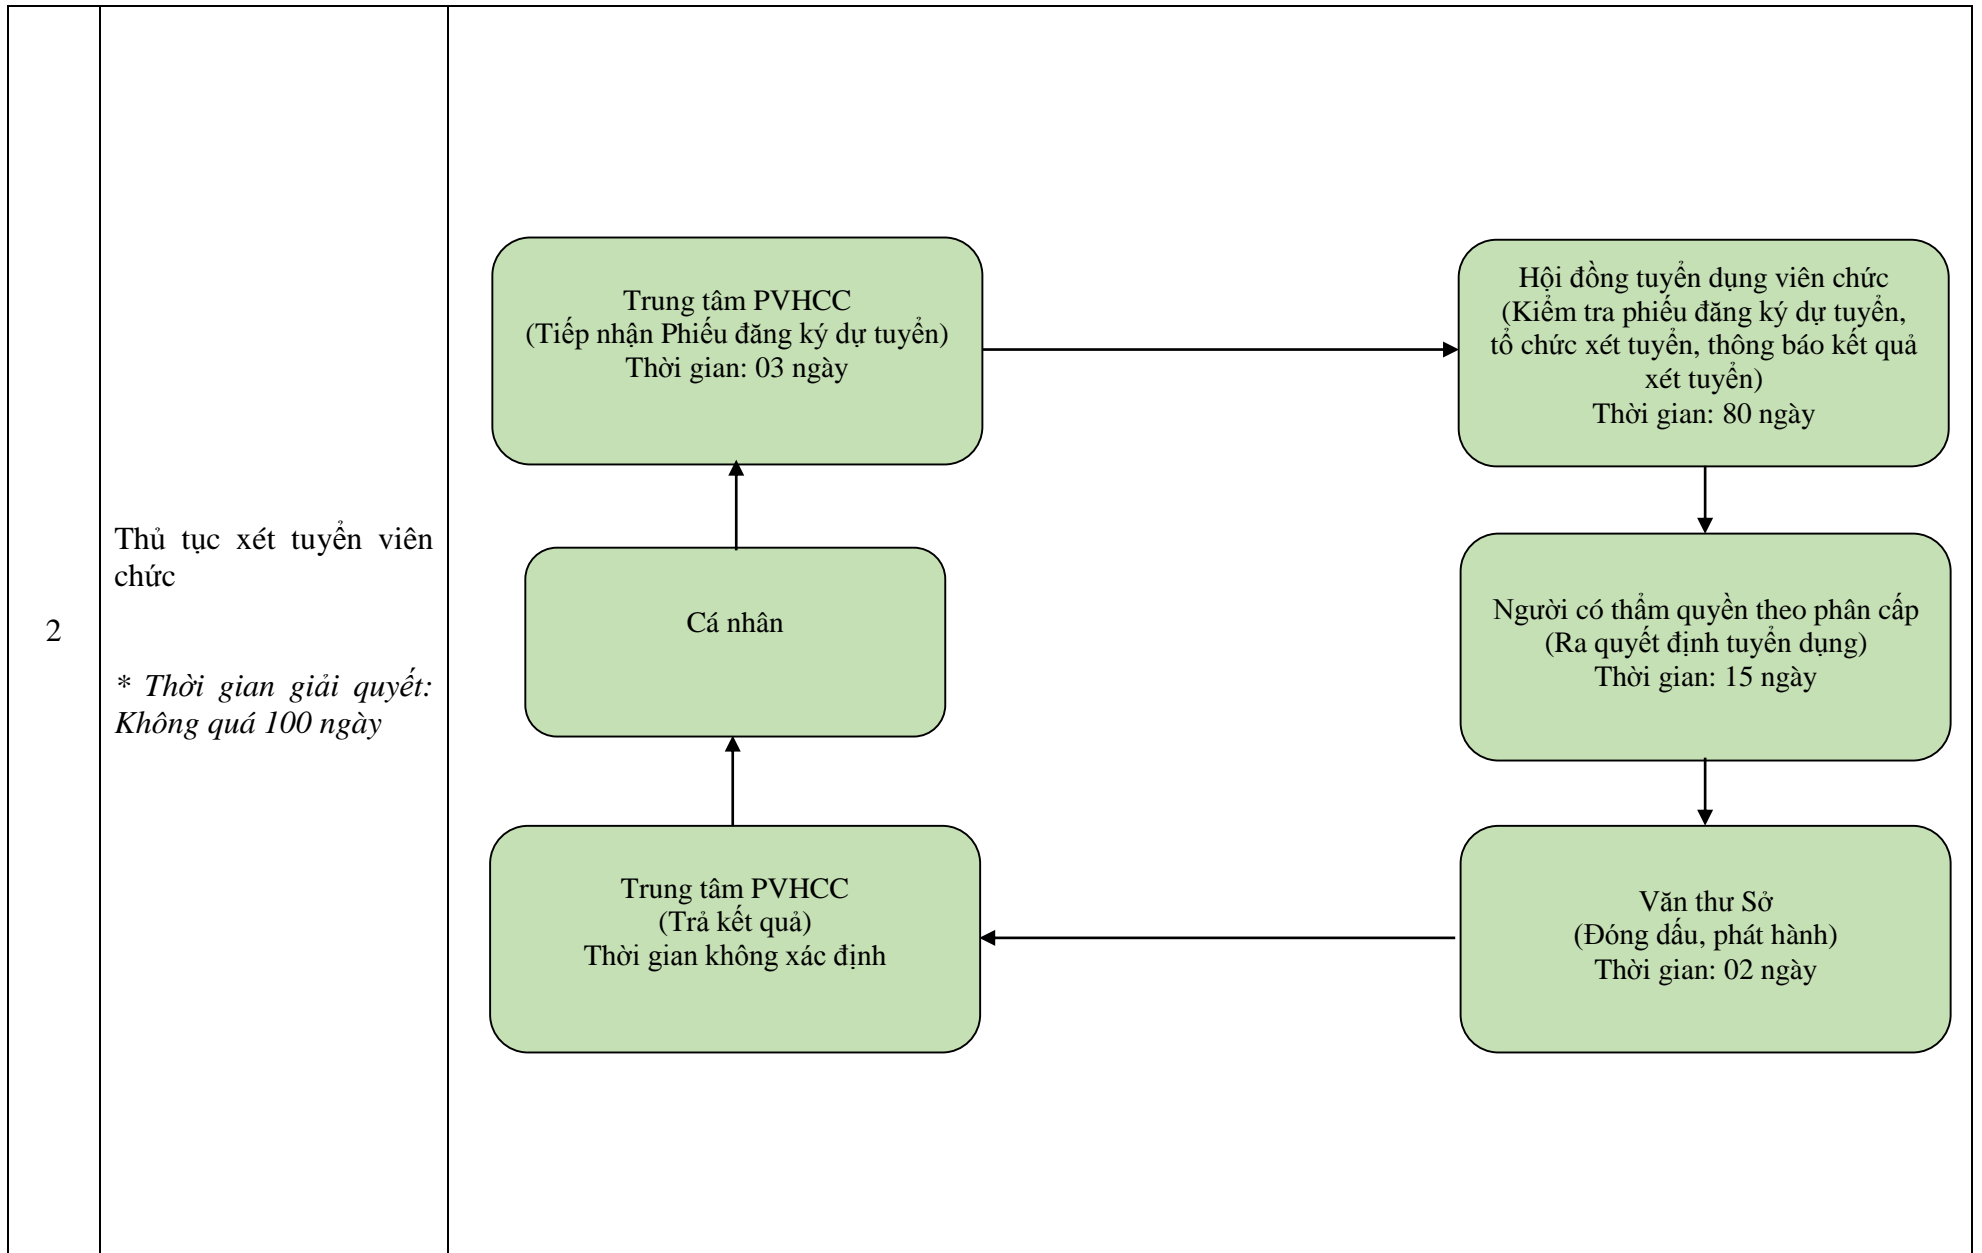 2
Thủ tục xét tuyển viên
chức
* Thời gian giải quyết:
Không quá 100 ngày
Trung tâm PVHCC
(Tiếp nhận Phiếu đăng ký dự tuyển)
Thời gian: 03 ngày
Hội đồng tuyển dụng viên chức
(Kiểm tra phiếu đăng ký dự tuyển,
tổ chức xét tuyển, thông báo kết quả
xét tuyển)
Thời gian: 80 ngày
Cá nhân
Người có thẩm quyền theo phân cấp
(Ra quyết định tuyển dụng)
Thời gian: 15 ngày
Trung tâm PVHCC
(Trả kết quả)
Thời gian không xác định
Văn thư Sở
(Đóng dấu, phát hành)
Thời gian: 02 ngày